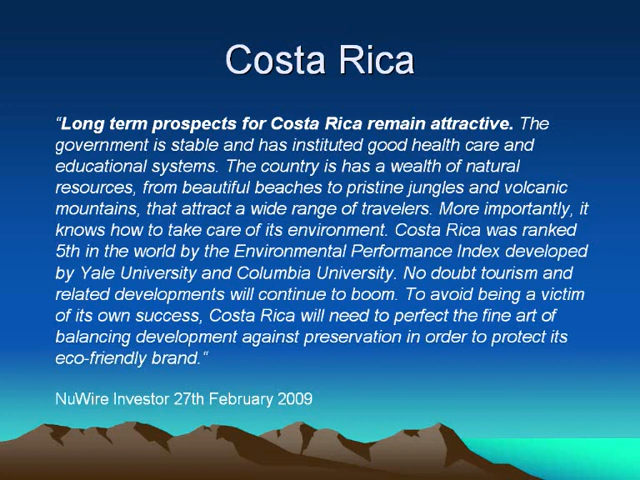 Costa Rica
“Long term prospects for Costa Rica remain attractive. The
government is stable and has instituted good health care and
educational systems. The country is has a wealth of natural
resources, from beautiful beaches to pristine jungles and volcanic
mountains, that attract a wide range of travelers. More importantly, it
knows how to take care of its environment. Costa Rica was ranked
5th in the world by the Environmental Performance Index developed
by Yale University and Columbia University. No doubt tourism and
related developments will continue to boom. To avoid being a victim
of its own success, Costa Rica will need to perfect the fine art of
balancing development against preservation in order to protect its
eco-friendly brand.“
NuWire Investor 27th February 2009